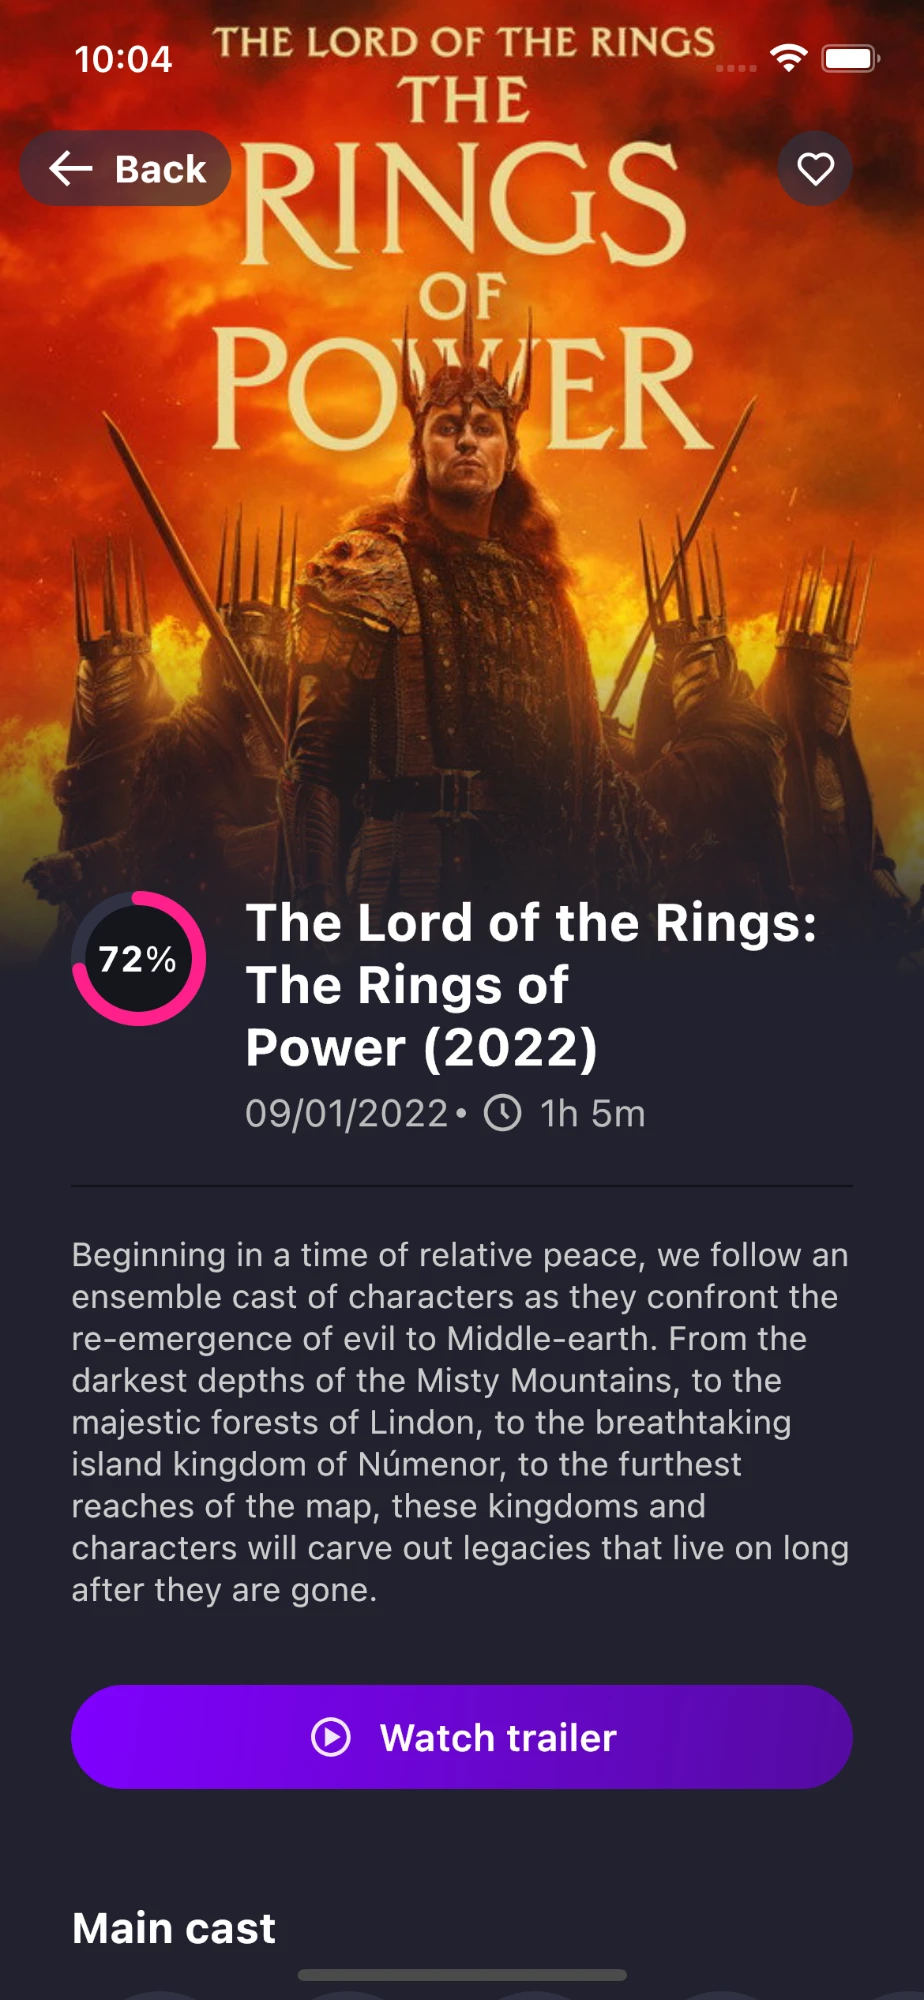 10:04
THE LORD OF THE RINGS
THE
RINGS
OF
POWER
Back
72%
The Lord of the Rings:
The Rings of
Power (2022)
09/01/2022 • 1h 5m
Beginning in a time of relative peace, we follow an
ensemble cast of characters as they confront the
re-emergence of evil to Middle-earth. From the
darkest depths of the Misty Mountains, to the
majestic forests of Lindon, to the breathtaking
island kingdom of Númenor, to the furthest
reaches of the map, these kingdoms and
characters will carve out legacies that live on long
after they are gone.
Watch trailer
Main cast